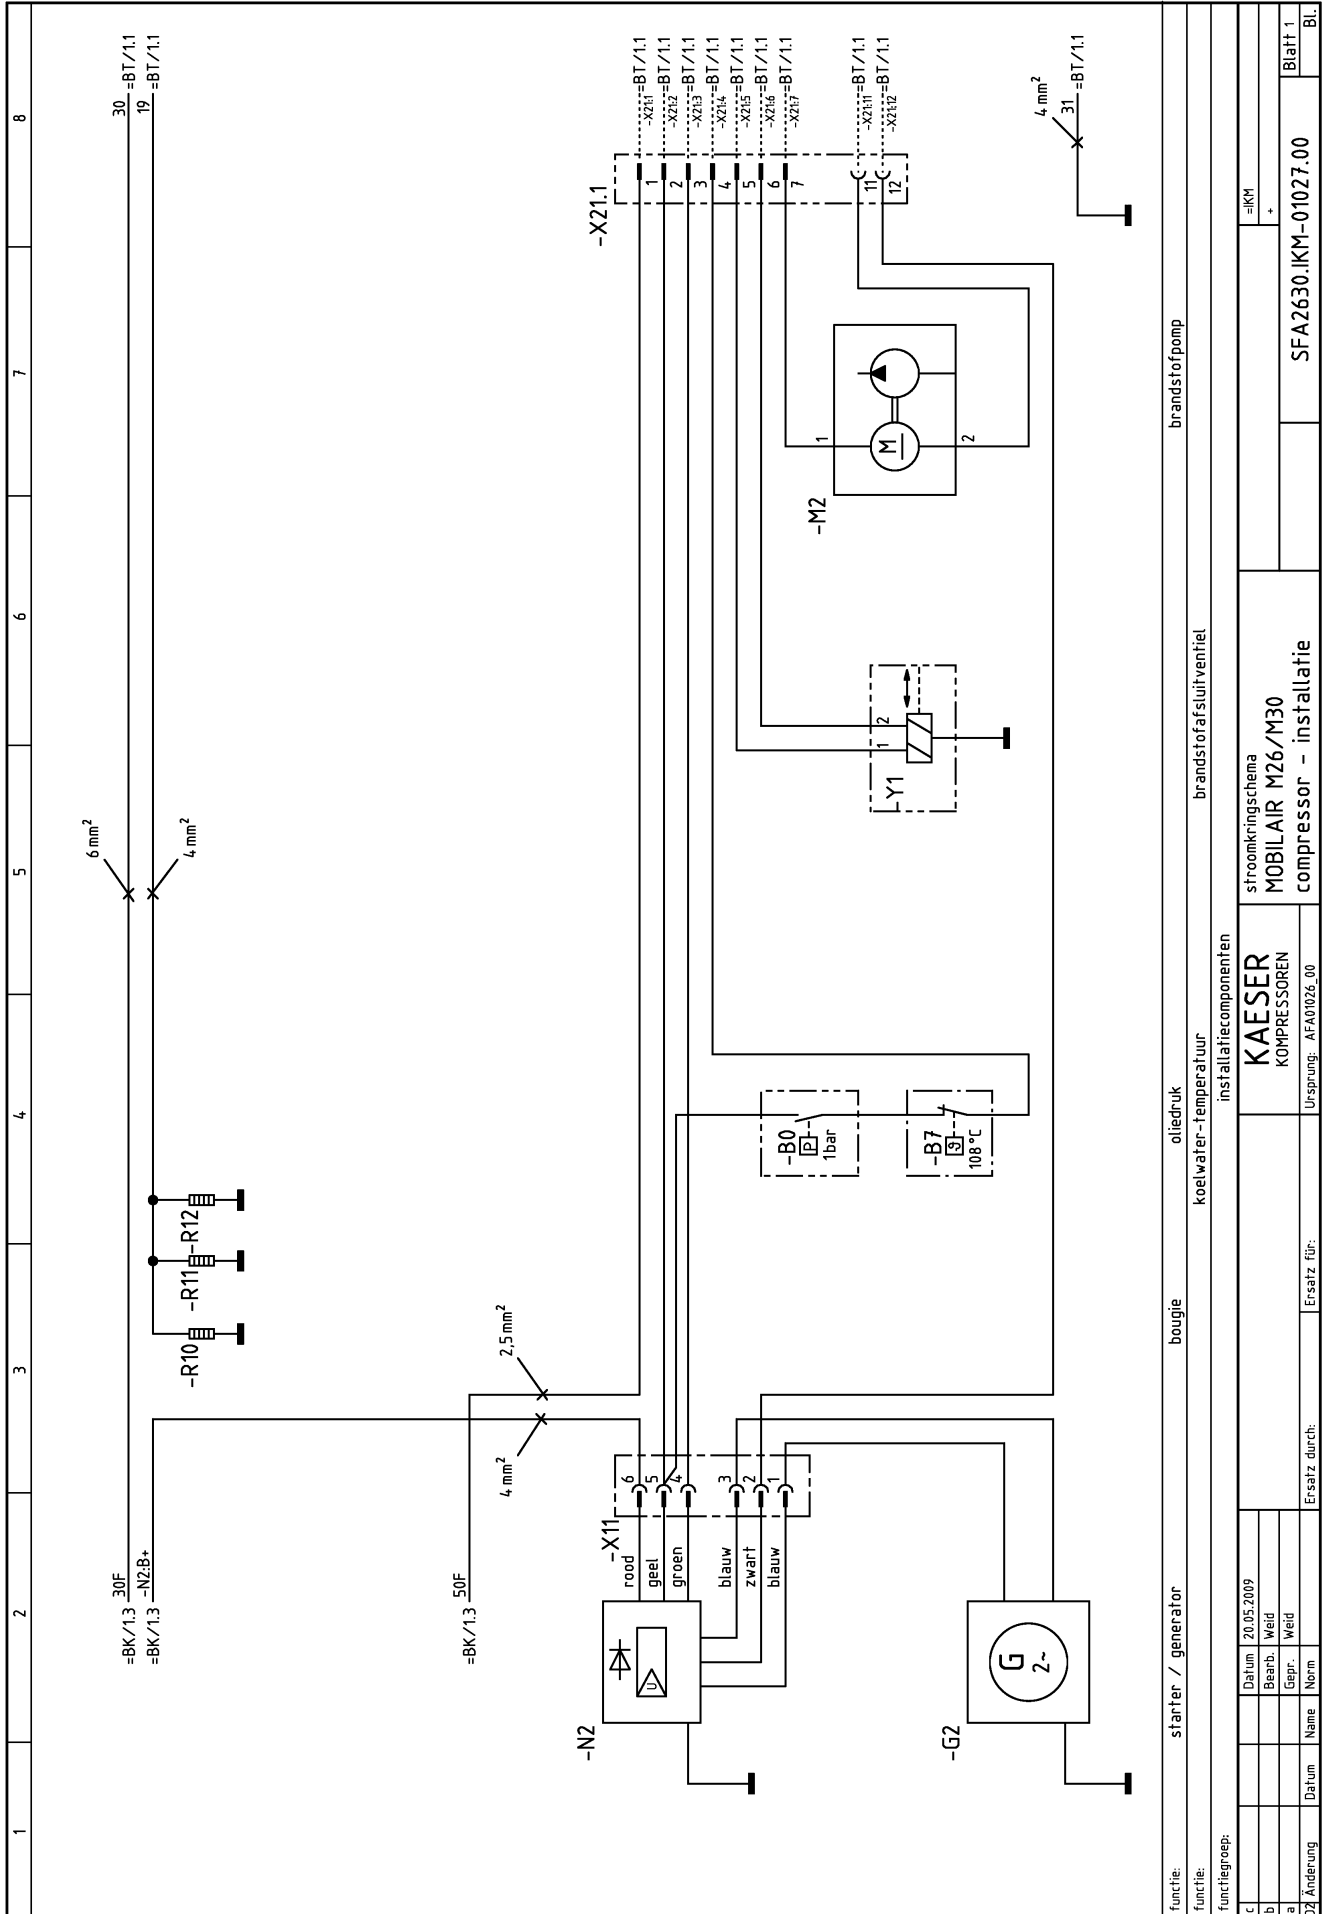 1
2
3
4
5
6
7
8
=BK/1.3 30F
30 =BT/1.1
=BK/1.3 -N2:B+
19 =BT/1.1
6 mm²
4 mm²
-R10
-R11
-R12
=BK/1.3 50F
4 mm²
2,5 mm²
-N2
U
rood
geel
groen
blauw
zwart
blauw
-X11
6
5
4
3
2
1
-G2
G
2~
-B0
P
1bar
-B7
ϑ
108 °C
-Y1
1
2
-M2
M
1
2
-X21.1
1
2
3
4
5
6
7
11
12
-X21:1 =BT/1.1
-X21:2 =BT/1.1
-X21:3 =BT/1.1
-X21:4 =BT/1.1
-X21:5 =BT/1.1
-X21:6 =BT/1.1
-X21:7 =BT/1.1
-X21:11 =BT/1.1
-X21:12 =BT/1.1
4 mm²
31 =BT/1.1
functie: starter / generator bougie oliedruk brandstofpomp
functie: koelwater-temperatuur brandstofafsluitventiel
functiegroep: installatiecomponenten
c
b
a
02 Änderung Datum Name
Datum 20.05.2009
Bearb. Weid
Gepr. Weid
Norm
Ersatz durch:
Ersatz für:
KAESER
KOMPRESSOREN
Ursprung: AFA01026_00
stroomkringschema
MOBILAIR M26/M30
compressor - installatie
=IKM
+
SFA2630.IKM-01027.00
Blatt 1
Bl.